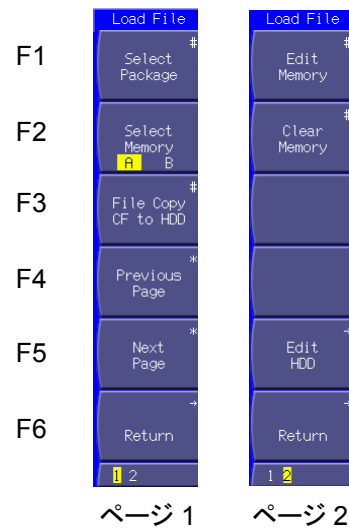 Load File
F1
#
Select
Package
F2
Select
Memory
A B
F3
#
File Copy
CF to HDD
F4
*
Previous
Page
F5
*
Next
Page
F6
→
Return
1 2
ページ 1
Load File
#
Edit
Memory
#
Clear
Memory
→
Edit
HDD
→
Return
1 2
ページ 2